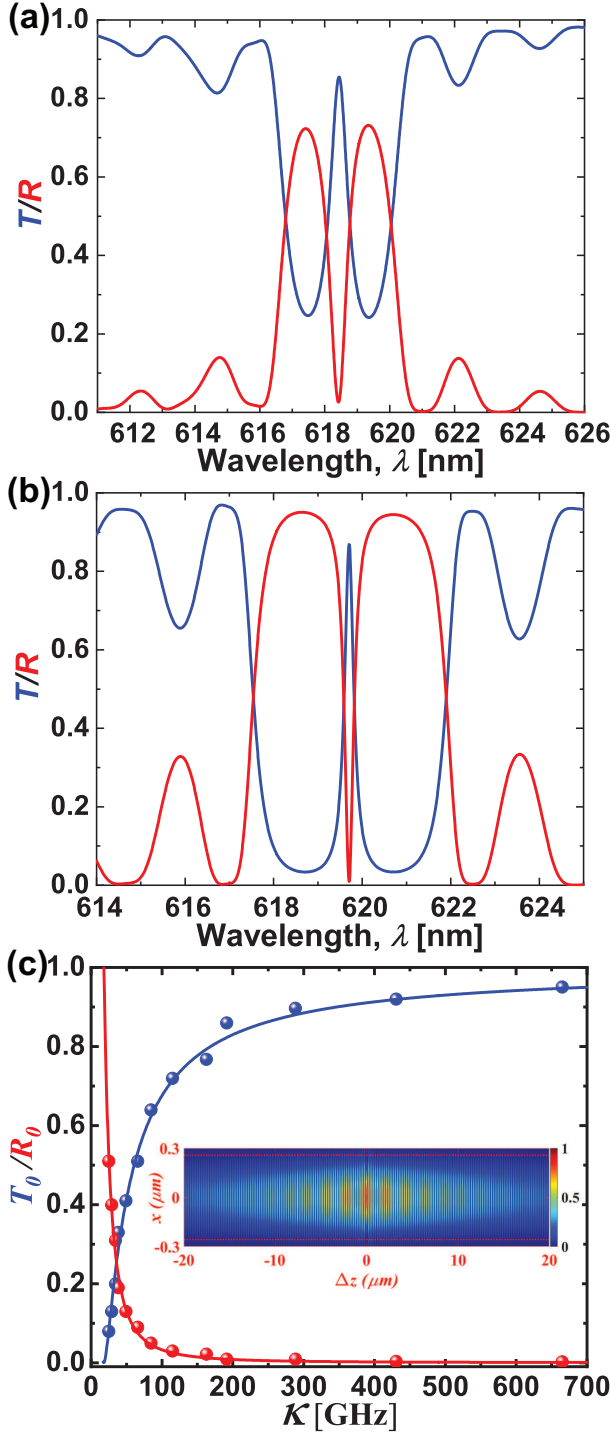 (a)
1.0
0.8
0.6
0.4
0.2
0.0
T/R
612 614 616 618 620 622 624 626
Wavelength, λ [nm]
(b)
1.0
0.8
0.6
0.4
0.2
0.0
T/R
614 616 618 620 622 624
Wavelength, λ [nm]
(c)
1.0
0.8
0.6
0.4
0.2
0.0
T0 /R0
0.3
0
-0.3
x (μm)
-20 -10 0 10 20
Δz (μm)
1
0.5
0
0 100 200 300 400 500 600 700
K [GHz]